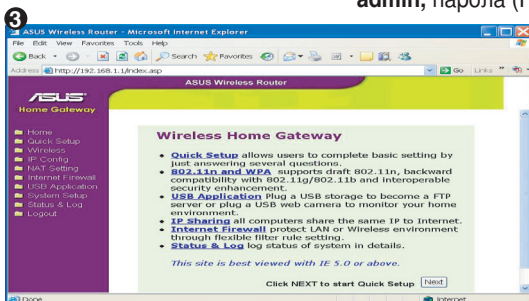 admin, парола (п
3
ASUS Wireless Router - Microsoft Internet Explorer
File Edit View Favorites Tools Help
Back Search Favorites
Address http://192.168.1.1/index.asp Go Links
ASUS Wireless Router
ASUS
Home Gateway
Home
Quick Setup
Wireless
IP Config
NAT Setting
Internet Firewall
USB Application
System Setup
Status & Log
Logout
Wireless Home Gateway
Quick Setup allows users to complete basic setting by
just answering several questions.
802.11n and WPA supports draft 802.11n, backward
compatibility with 802.11g/802.11b and interoperable
security enhancement.
USB Application Plug a USB storage to become a FTP
server or plug a USB web camera to monitor your home
environment.
IP Sharing all computers share the same IP to Internet.
Internet Firewall protect LAN or Wireless environment
through flexible filter rule setting.
Status & Log log status of system in details.
This site is best viewed with IE 5.0 or above.
Click NEXT to start Quick Setup Next
Done Internet